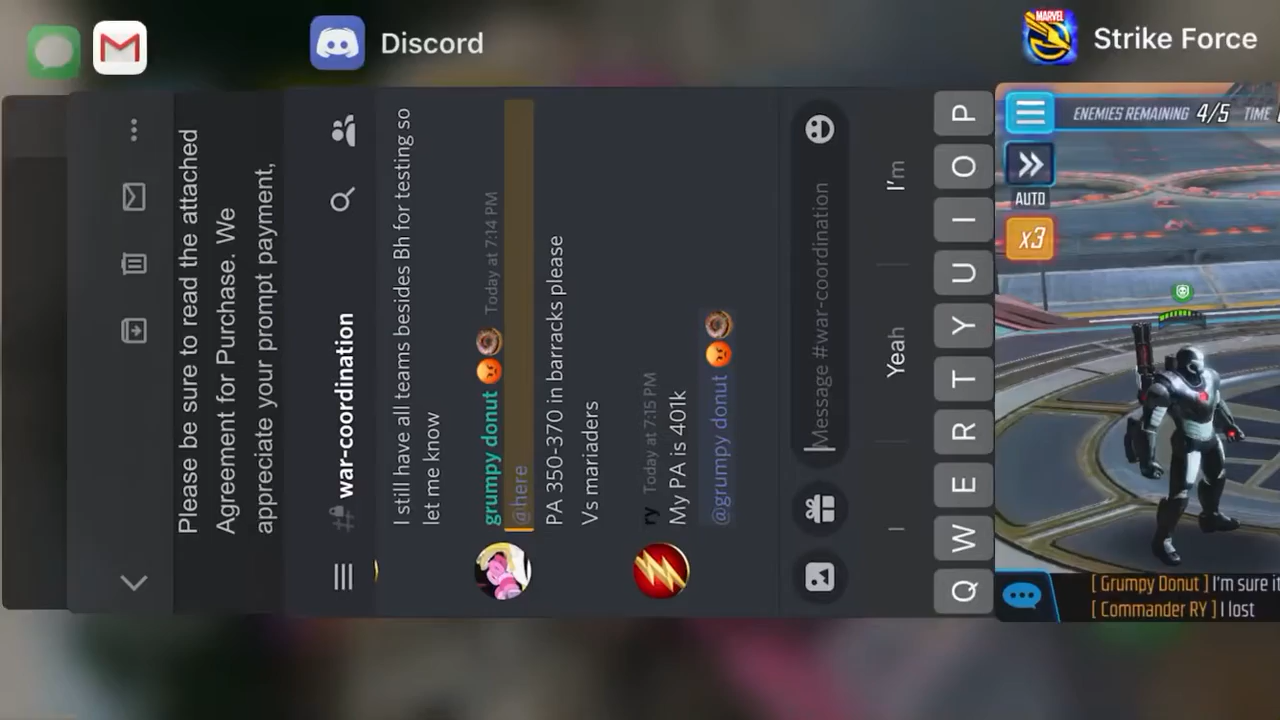 Discord
Strike Force
MARVEL
Please be sure to read the attached
Agreement for Purchase. We
appreciate your prompt payment,
# war-coordination
I still have all teams besides Bh for testing so
let me know
grumpy donut Today at 7:14 PM
@here
PA 350-370 in barracks please
Vs mariaders
ry Today at 7:15 PM
My PA is 401k
@grumpy donut
Message #war-coordination
I Yeah I'm
Q W E R T Y U I O P
ENEMIES REMAINING 4/5 TIME
AUTO
x3
[ Grumpy Donut ] I'm sure it
[ Commander RY ] I lost